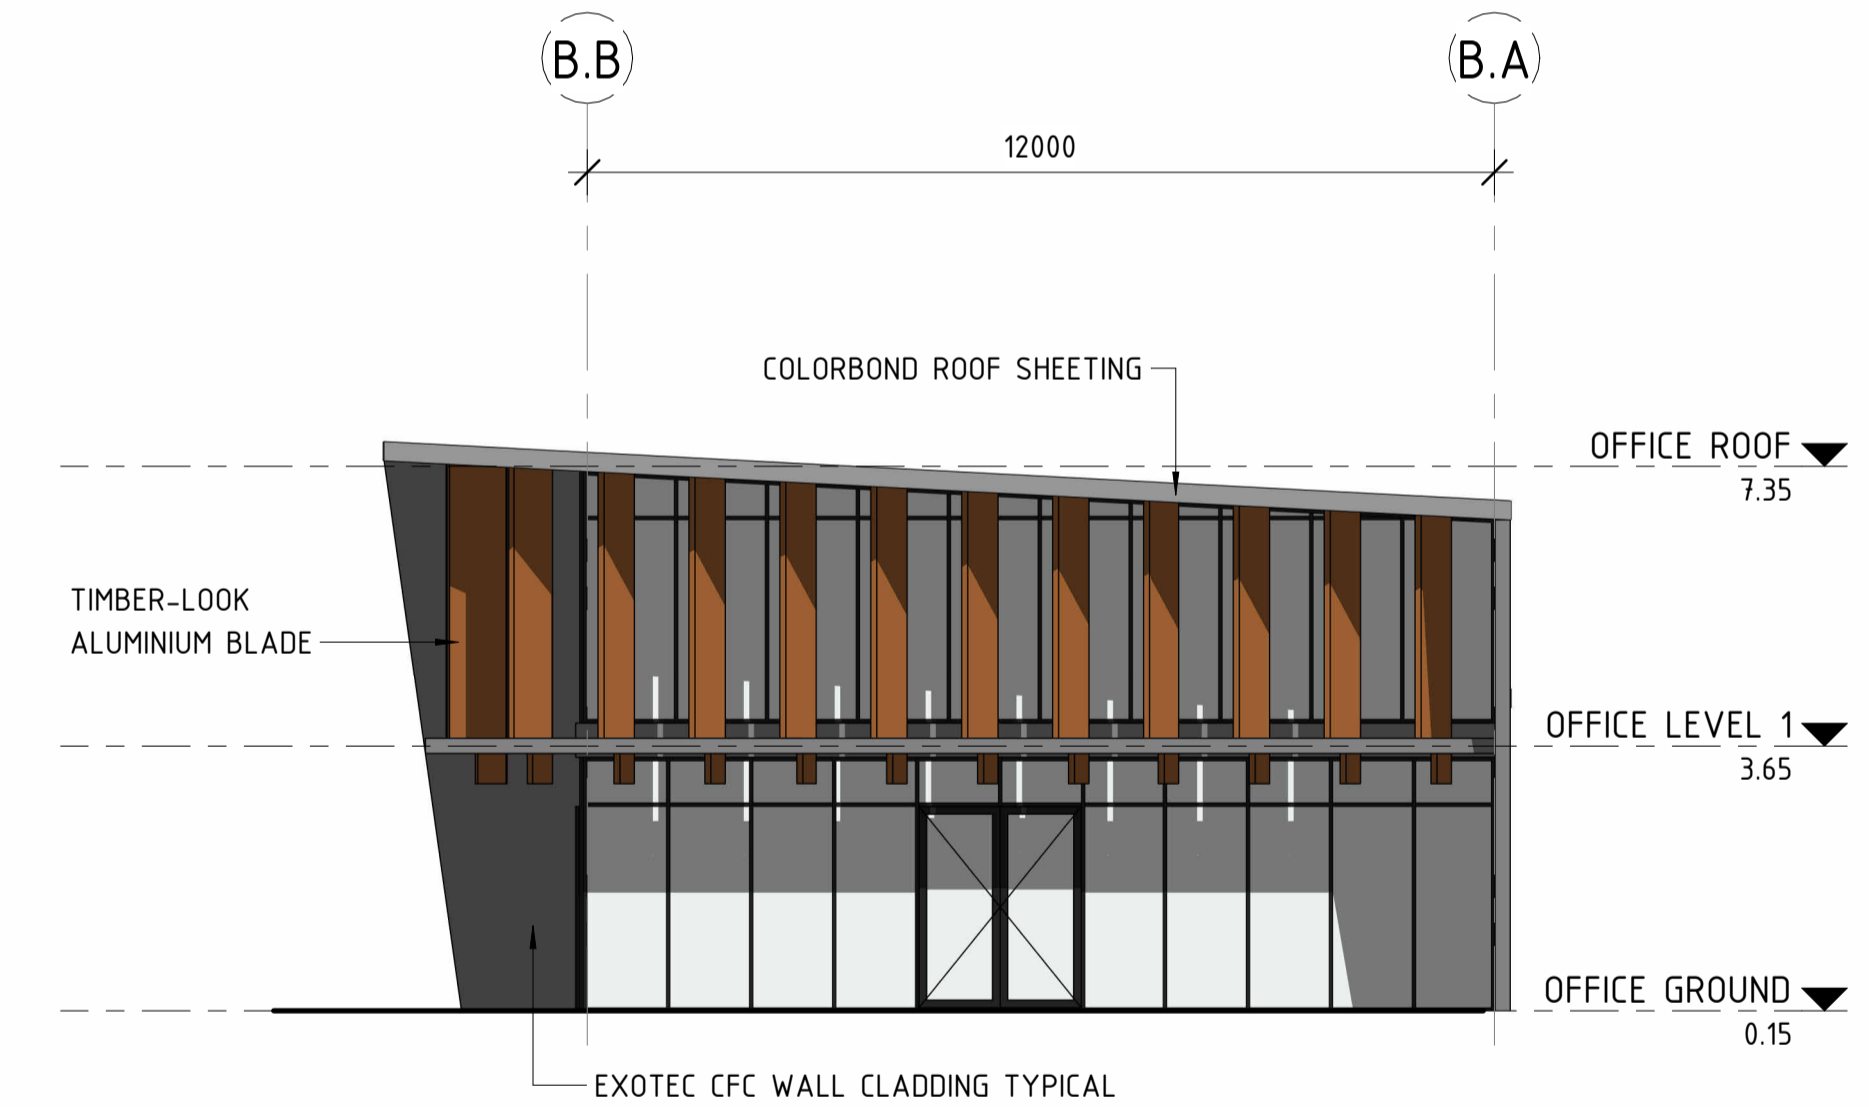 B.B
B.A
12000
COLORBOND ROOF SHEETING
OFFICE ROOF
7.35
TIMBER-LOOK
ALUMINIUM BLADE
OFFICE LEVEL 1
3.65
OFFICE GROUND
0.15
EXOTEC CFC WALL CLADDING TYPICAL